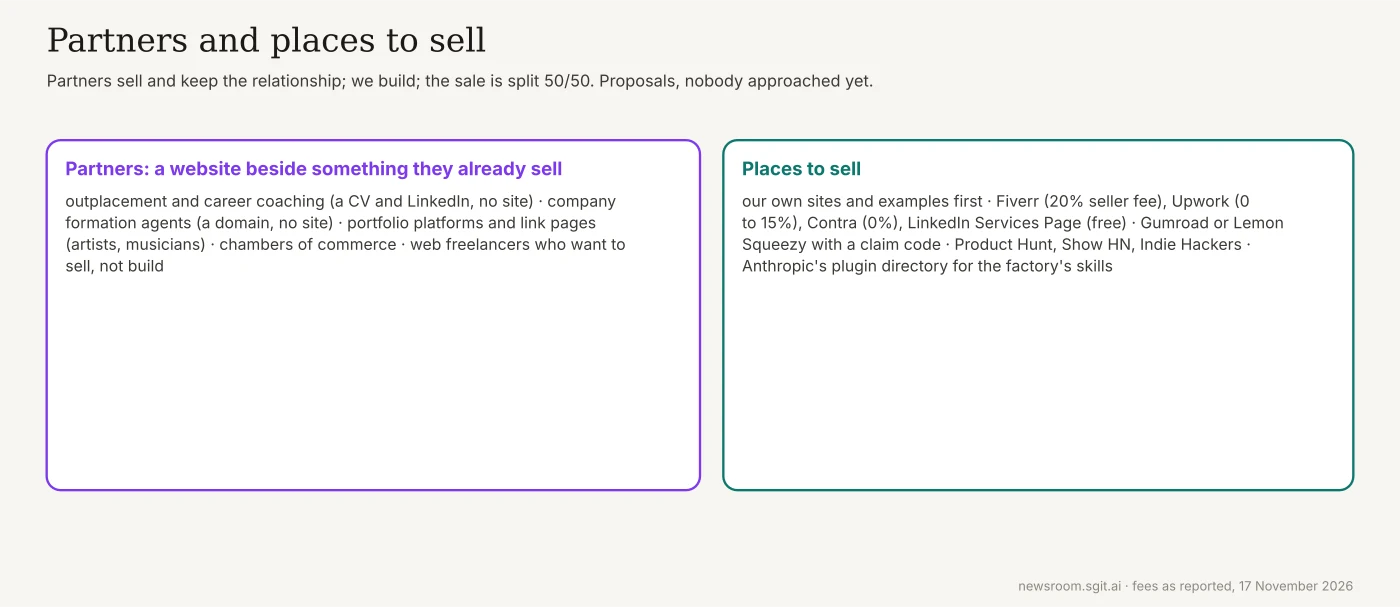 Partners and places to sell
Partners sell and keep the relationship; we build; the sale is split 50/50. Proposals, nobody approached yet.
Partners: a website beside something they already sell
outplacement and career coaching (a CV and LinkedIn, no site) · company
formation agents (a domain, no site) · portfolio platforms and link pages
(artists, musicians) · chambers of commerce · web freelancers who want to
sell, not build
Places to sell
our own sites and examples first · Fiverr (20% seller fee), Upwork (0
to 15%), Contra (0%), LinkedIn Services Page (free) · Gumroad or Lemon
Squeezy with a claim code · Product Hunt, Show HN, Indie Hackers ·
Anthropic's plugin directory for the factory's skills
newsroom.sgit.ai · fees as reported, 17 November 2026